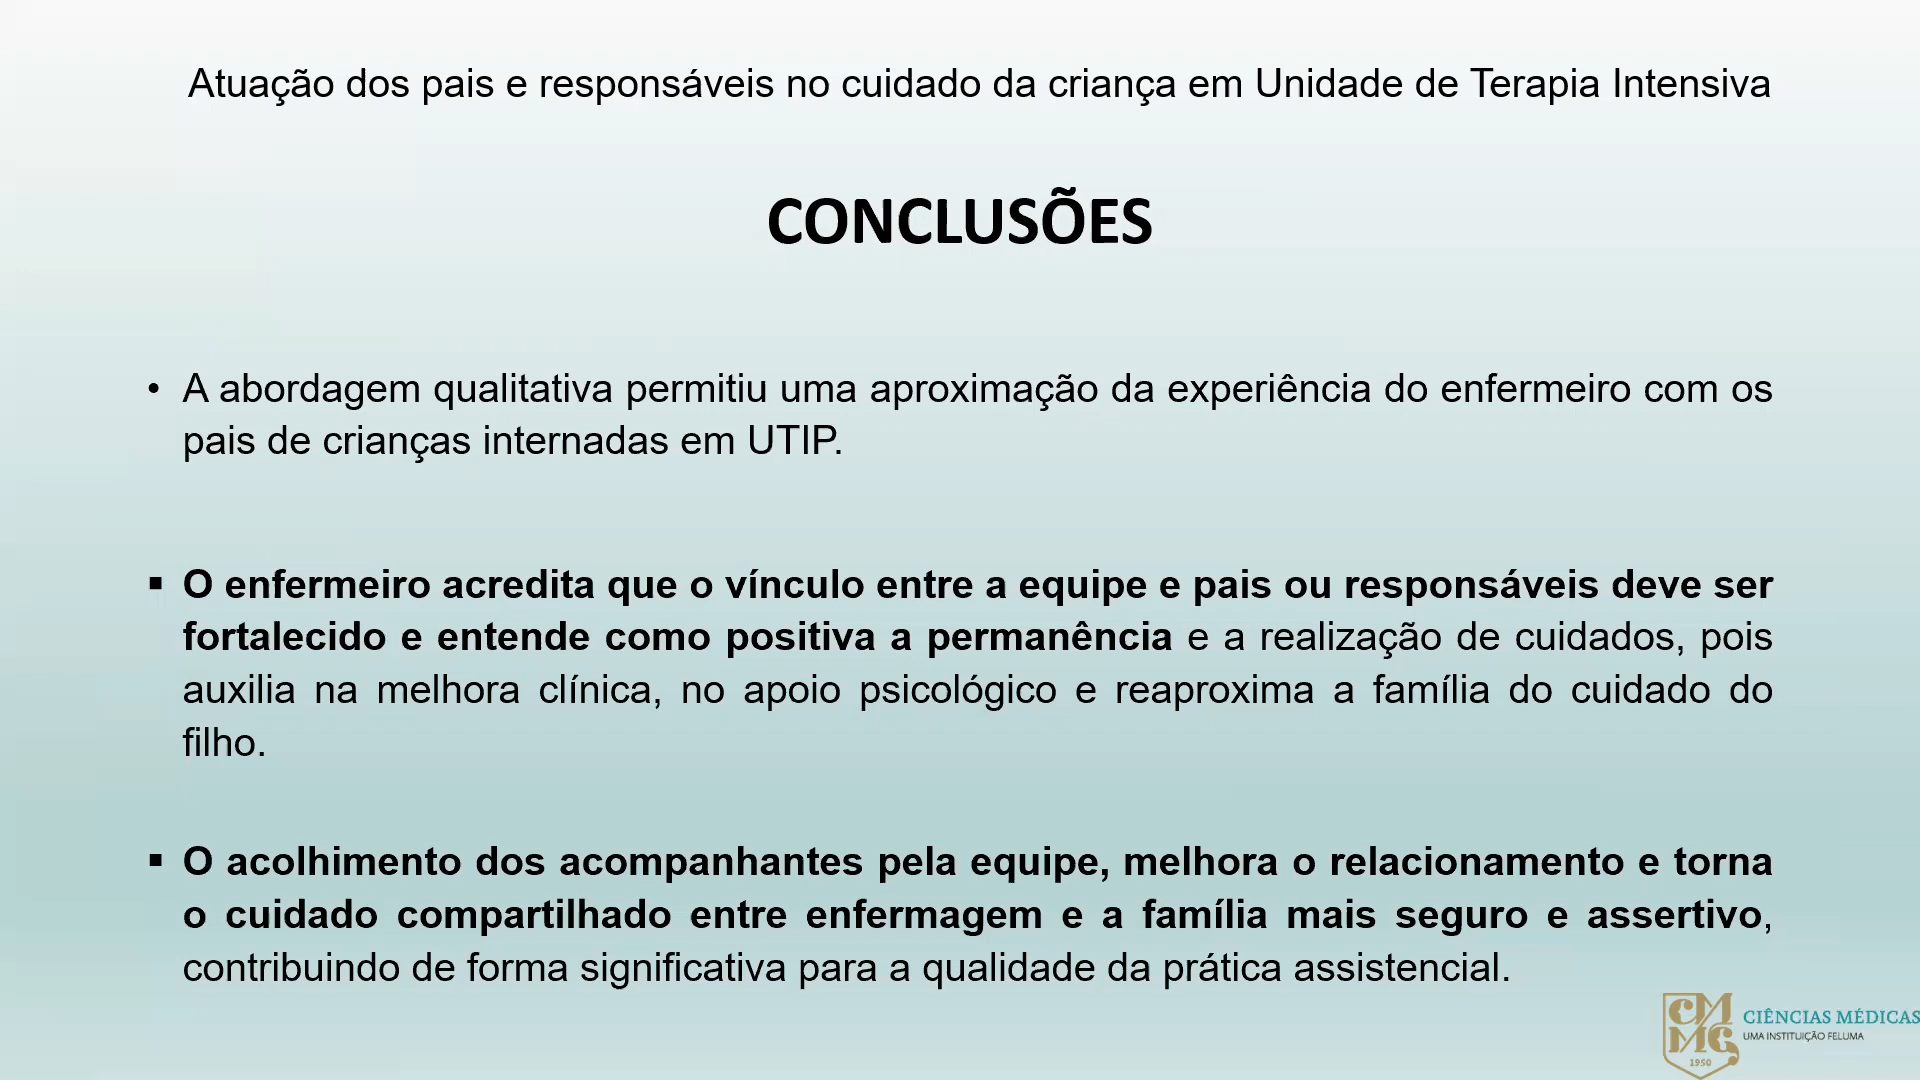 Atuação dos pais e responsáveis no cuidado da criança em Unidade de Terapia Intensiva
CONCLUSÕES
• A abordagem qualitativa permitiu uma aproximação da experiência do enfermeiro com os
pais de crianças internadas em UTIP.
▪ O enfermeiro acredita que o vínculo entre a equipe e pais ou responsáveis deve ser
fortalecido e entende como positiva a permanência e a realização de cuidados, pois
auxilia na melhora clínica, no apoio psicológico e reaproxima a família do cuidado do
filho.
▪ O acolhimento dos acompanhantes pela equipe, melhora o relacionamento e torna
o cuidado compartilhado entre enfermagem e a família mais seguro e assertivo,
contribuindo de forma significativa para a qualidade da prática assistencial.
CMMG
1950
CIÊNCIAS MÉDICAS
UMA INSTITUIÇÃO FELUMA